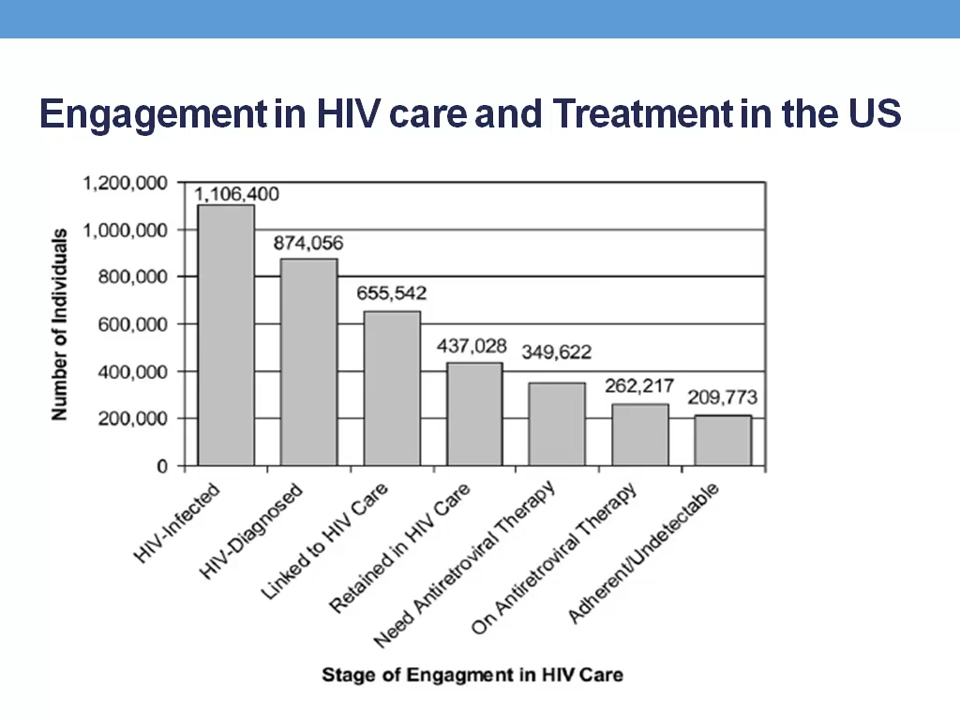 Engagement in HIV care and Treatment in the US
Number of Individuals
1,200,000
1,000,000
800,000
600,000
400,000
200,000
0
1,106,400
874,056
655,542
437,028
349,622
262,217
209,773
HIV-Infected
HIV-Diagnosed
Linked to HIV Care
Retained in HIV Care
Need Antiretroviral Therapy
On Antiretroviral Therapy
Adherent/Undetectable
Stage of Engagment in HIV Care